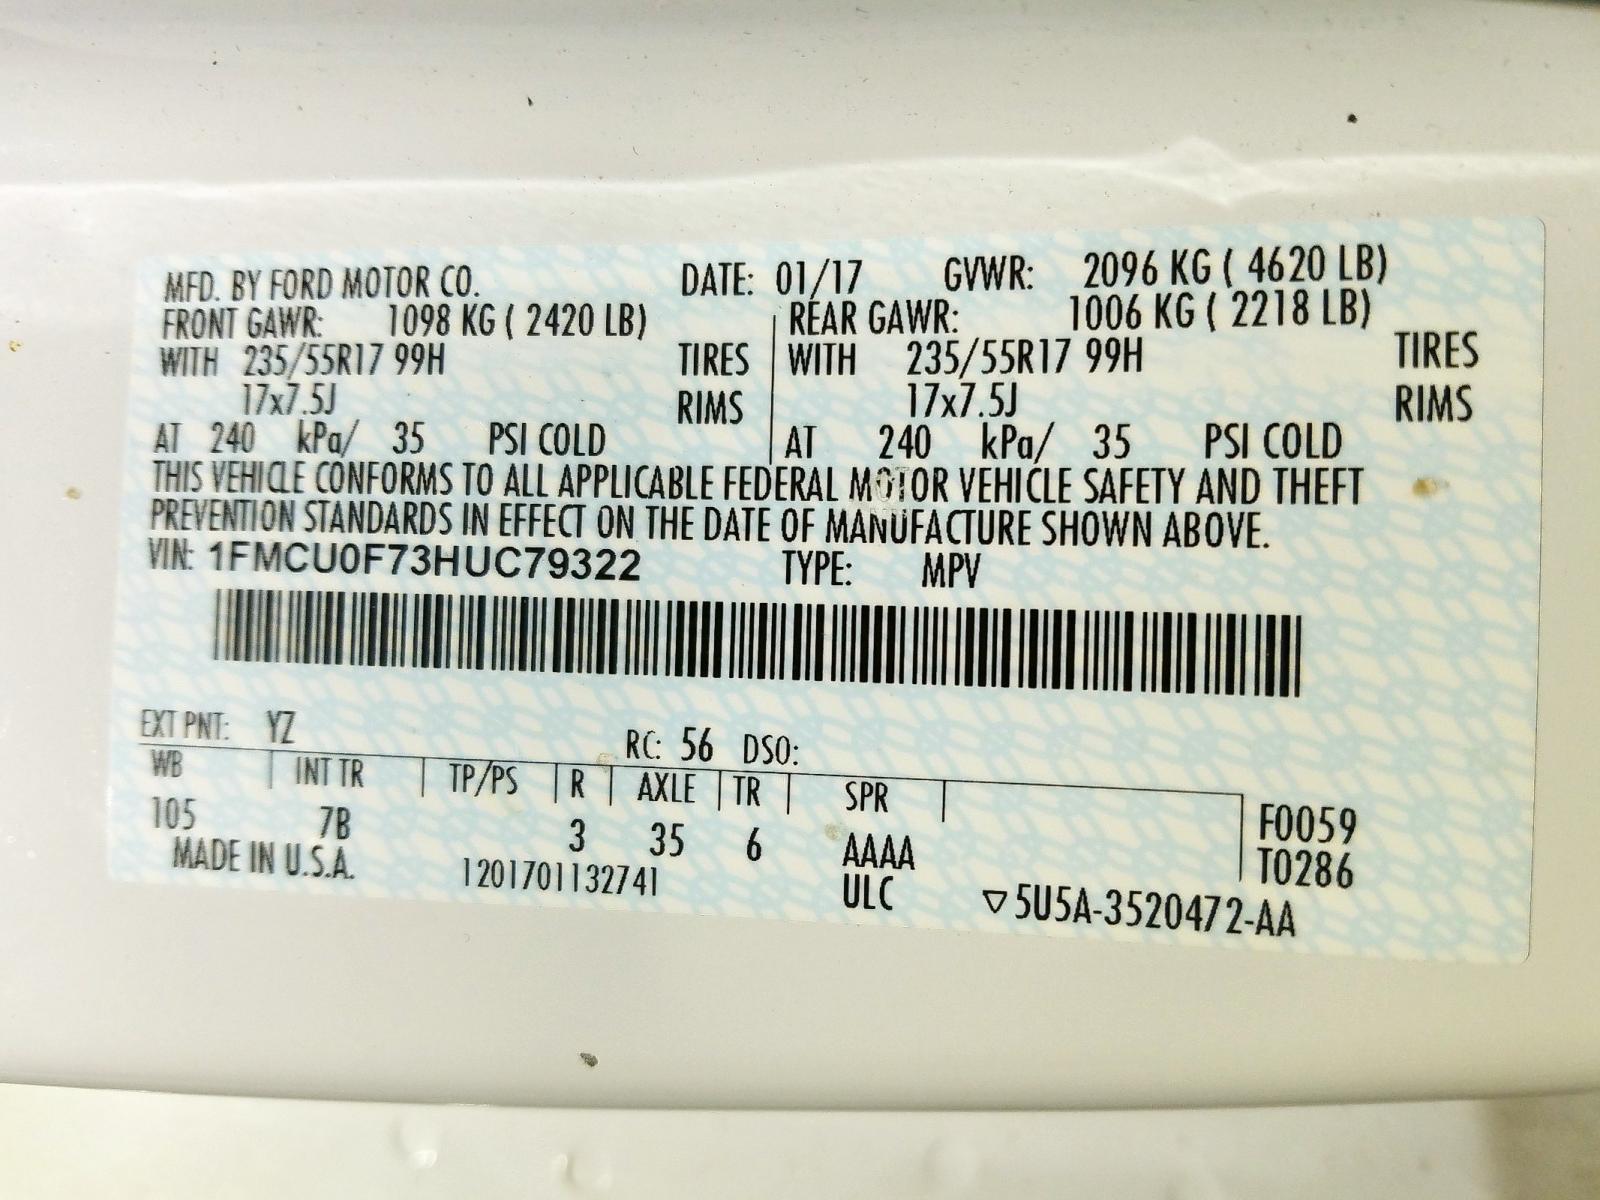 MFD. BY FORD MOTOR CO. DATE: 01/17 GVWR: 2096 KG ( 4620 LB)
FRONT GAWR: 1098 KG ( 2420 LB) REAR GAWR: 1006 KG ( 2218 LB)
WITH 235/55R17 99H TIRES WITH 235/55R17 99H TIRES
17x7.5J RIMS 17x7.5J RIMS
AT 240 kPa/ 35 PSI COLD AT 240 kPa/ 35 PSI COLD
THIS VEHICLE CONFORMS TO ALL APPLICABLE FEDERAL MOTOR VEHICLE SAFETY AND THEFT
PREVENTION STANDARDS IN EFFECT ON THE DATE OF MANUFACTURE SHOWN ABOVE.
VIN: 1FMCU0F73HUC79322 TYPE: MPV
EXT PNT: YZ RC: 56 DSO:
WB INT TR TP/PS R AXLE TR SPR
105 7B 3 35 6 AAAA F0059
T0286
MADE IN U.S.A. 1201701132741 ULC ▽5U5A-3520472-AA